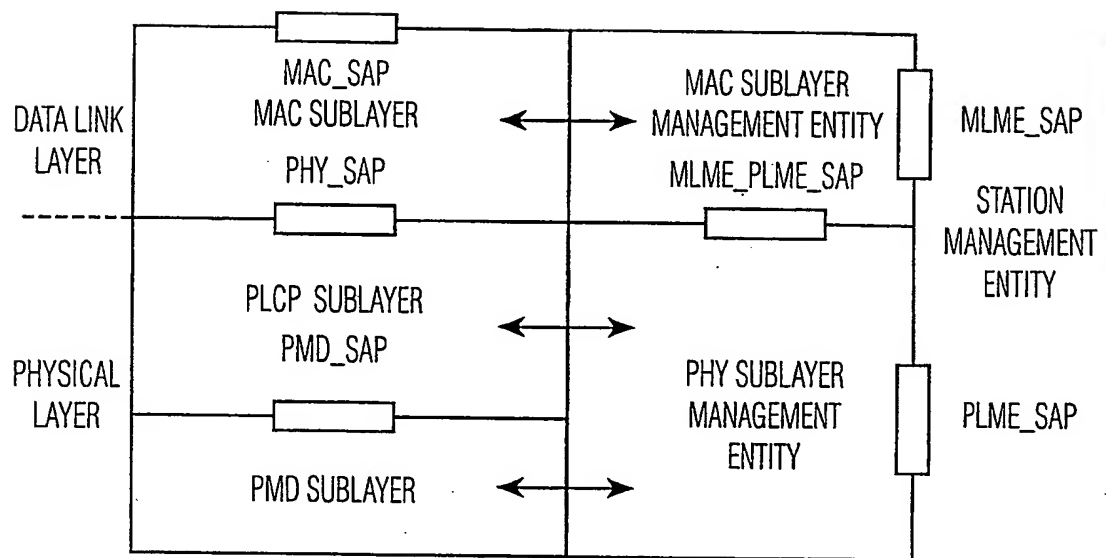 DATA LINK
LAYER
PHYSICAL
LAYER
MAC_SAP
MAC SUBLAYER
PHY_SAP
PLCP SUBLAYER
PMD_SAP
PMD SUBLAYER
MAC SUBLAYER
MANAGEMENT ENTITY
MLME_PLME_SAP
PHY SUBLAYER
MANAGEMENT
ENTITY
MLME_SAP
STATION
MANAGEMENT
ENTITY
PLME_SAP